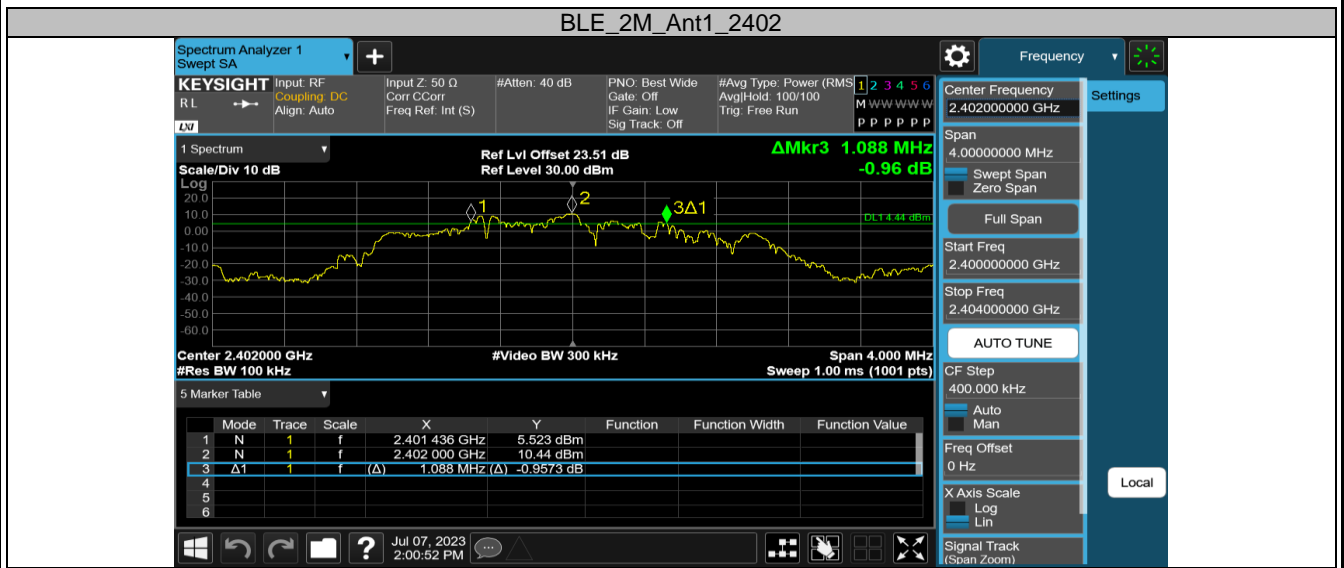 BLE_2M_Ant1_2402
Spectrum Analyzer 1
Swept SA
+
Frequency
KEYSIGHT
RL
LXI
Input: RF
Coupling: DC
Align: Auto
Input Z: 50 Ω
Corr CCorr
Freq Ref: Int (S)
#Atten: 40 dB
PNO: Best Wide
Gate: Off
IF Gain: Low
Sig Track: Off
#Avg Type: Power (RMS
Avg|Hold: 100/100
Trig: Free Run
1 2 3 4 5 6
M W W W W W
P P P P P P
1 Spectrum
Scale/Div 10 dB
Ref Lvl Offset 23.51 dB
Ref Level 30.00 dBm
ΔMkr3 1.088 MHz
-0.96 dB
Log
20.0
10.0
0.00
-10.0
-20.0
-30.0
-40.0
-50.0
-60.0
1
2
3Δ1
DL1 4.44 dBm
Center 2.402000 GHz
#Video BW 300 kHz
Span 4.000 MHz
#Res BW 100 kHz
Sweep 1.00 ms (1001 pts)
5 Marker Table
Mode Trace Scale X Y Function Function Width Function Value
1 N 1 f 2.401 436 GHz 5.523 dBm
2 N 1 f 2.402 000 GHz 10.44 dBm
3 Δ1 1 f (Δ) 1.088 MHz (Δ) -0.9573 dB
4
5
6
?
Jul 07, 2023
2:00:52 PM
Center Frequency
2.402000000 GHz
Settings
Span
4.00000000 MHz
Swept Span
Zero Span
Full Span
Start Freq
2.400000000 GHz
Stop Freq
2.404000000 GHz
AUTO TUNE
CF Step
400.000 kHz
Auto
Man
Freq Offset
0 Hz
X Axis Scale
Log
Lin
Local
Signal Track
(Span Zoom)